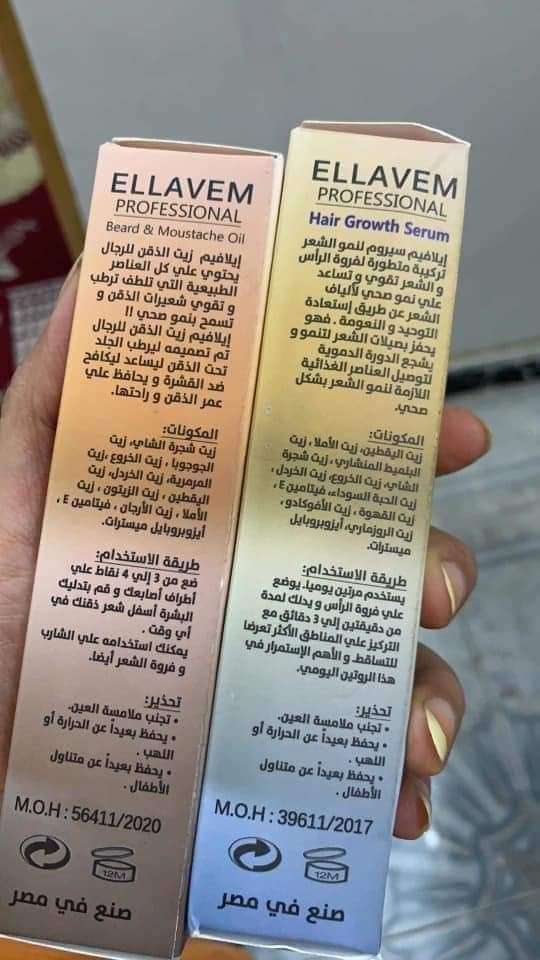 ELLAVEM
PROFESSIONAL
Beard & Moustache Oil
إيلافيم زيت الذقن للرجال
يحتوي علي كل العناصر
الطبيعية التي تلطف ترطب
و تقوي شعيرات الذقن و
تسمح بنمو صحي !!
إيلافيم زيت الذقن للرجال
تم تصميمه ليرطب الجلد
تحت الذقن ليساعد ليكافح
ضد القشرة و يحافظ علي
عمر الذقن و راحتها.
المكونات:
زيت شجرة الشاي، زيت
الجوجوبا ، زيت الخروع ،زيت
المرمرية، زيت الخردل، زيت
اليقطين ، زيت الزيتون ، زيت
الأملا ، زيت الأرجان ، فيتامين E ،
أيزوبروبايل ميسترات.
طريقة الاستخدام:
ضع من 3 إلي 4 نقاط علي
أطراف أصابعك و قم بتدليك
البشرة أسفل شعر ذقنك في
أي وقت .
يمكنك استخدامه علي الشارب
و فروة الشعر أيضا.
تحذير:
• تجنب ملامسة العين.
• يحفظ بعيداً عن الحرارة أو
اللهب .
• يحفظ بعيداً عن متناول
الأطفال .
M.O.H : 56411/2020
12M
صنع في مصر
ELLAVEM
PROFESSIONAL
Hair Growth Serum
إيلافيم سيروم لنمو الشعر
تركيبة متطورة لفروة الرأس
و الشعر تقوي و تساعد
علي نمو صحي لألياف
الشعر عن طريق إستعادة
التوحيد و النعومة . فهو
يحفز بصيلات الشعر لتنمو و
يشجع الدورة الدموية
لتوصيل العناصر الغذائية
اللازمة لنمو الشعر بشكل
صحي.
المكونات:
زيت اليقطين، زيت الأملا ، زيت
البلميط المنشاري ، زيت شجرة
الشاي، زيت الخروع، زيت الخردل ،
زيت الحبة السوداء، فيتامين E ،
زيت القهوة ، زيت الأفوكادو ،
زيت الروزماري، أيزوبروبايل
ميسترات.
طريقة الاستخدام:
يستخدم مرتين يوميا. يوضع
علي فروة الرأس و يدلك لمدة
من دقيقتين إلي 3 دقائق مع
التركيز علي المناطق الأكثر تعرضا
للتساقط. و الأهم الإستمرار في
هذا الروتين اليومي.
تحذير:
• تجنب ملامسة العين.
• يحفظ بعيداً عن الحرارة أو
اللهب .
• يحفظ بعيداً عن متناول
الأطفال .
M.O.H : 39611/2017
12M
صنع في مصر